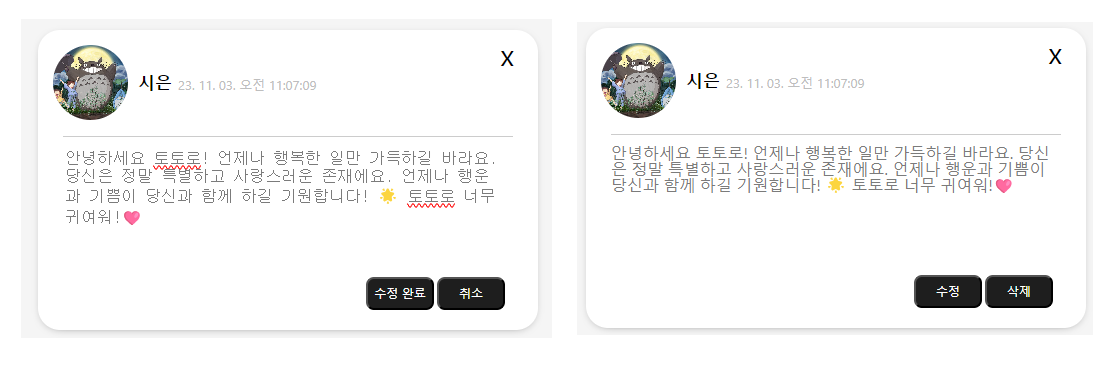 X
시은 23. 11. 03. 오전 11:07:09
안녕하세요 토토로! 언제나 행복한 일만 가득하길 바라요.
당신은 정말 특별하고 사랑스러운 존재에요. 언제나 행운
과 기쁨이 당신과 함께 하길 기원합니다! 🌟 토토로 너무
귀여워!💗
수정 완료 취소
X
시은 23. 11. 03. 오전 11:07:09
안녕하세요 토토로! 언제나 행복한 일만 가득하길 바라요. 당신
은 정말 특별하고 사랑스러운 존재에요. 언제나 행운과 기쁨이
당신과 함께 하길 기원합니다! 🌟 토토로 너무 귀여워!💗
수정 삭제